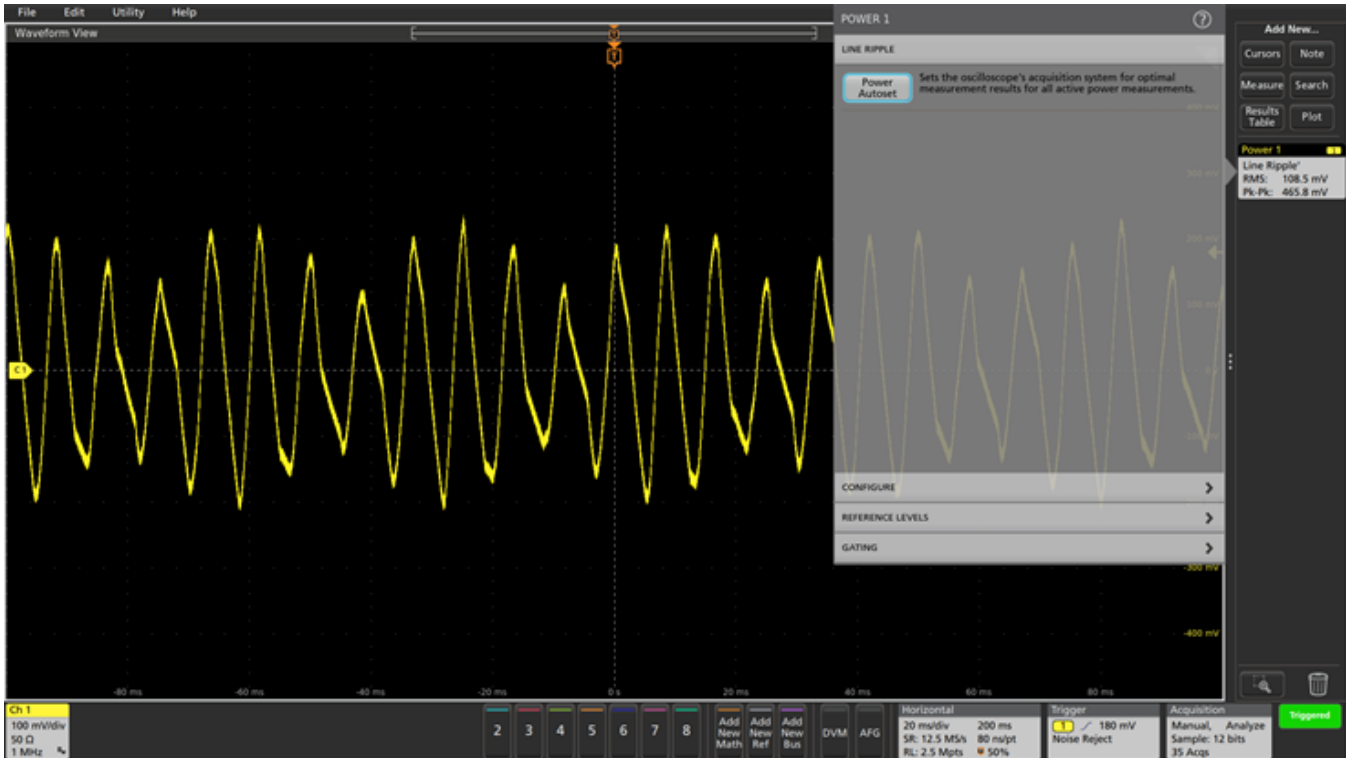 File Edit Utility Help
Waveform View
POWER 1
?
LINE RIPPLE
Power
Autoset
Sets the oscilloscope's acquisition system for optimal
measurement results for all active power measurements.
CONFIGURE
REFERENCE LEVELS
GATING
Add New...
Cursors Note
Measure Search
Results
Table
Plot
Power 1 1
Line Ripple'
RMS: 108.5 mV
Pk-Pk: 465.8 mV
T
C1
200 mV
-300 mV
-400 mV
-80 ms -60 ms -40 ms -20 ms 0 s 20 ms 40 ms 60 ms 80 ms
Ch 1
100 mV/div
50 Ω
1 MHz
2 3 4 5 6 7 8
Add
New
Math
Add
New
Ref
Add
New
Bus
DVM AFG
Horizontal
20 ms/div 200 ms
SR: 12.5 MS/s 80 ns/pt
RL: 2.5 Mpts 50%
Trigger
1 180 mV
Noise Reject
Acquisition
Manual, Analyze
Sample: 12 bits
35 Acqs
Triggered